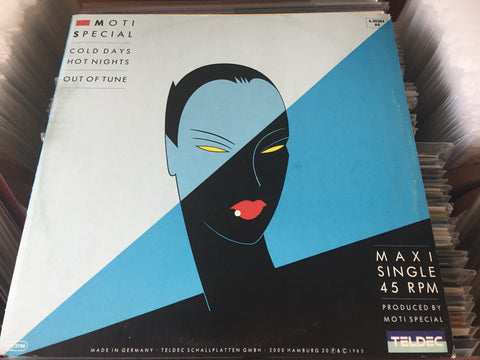 MOTI
SPECIAL
COLD DAYS
HOT NIGHTS
OUT OF TUNE
MAXI
SINGLE
45 RPM
PRODUCED BY
MOTI SPECIAL
TELDEC
MADE IN GERMANY · TELDEC SCHALLPLATTEN GMBH · 2000 HAMBURG 20 Ⓟ & © 1985